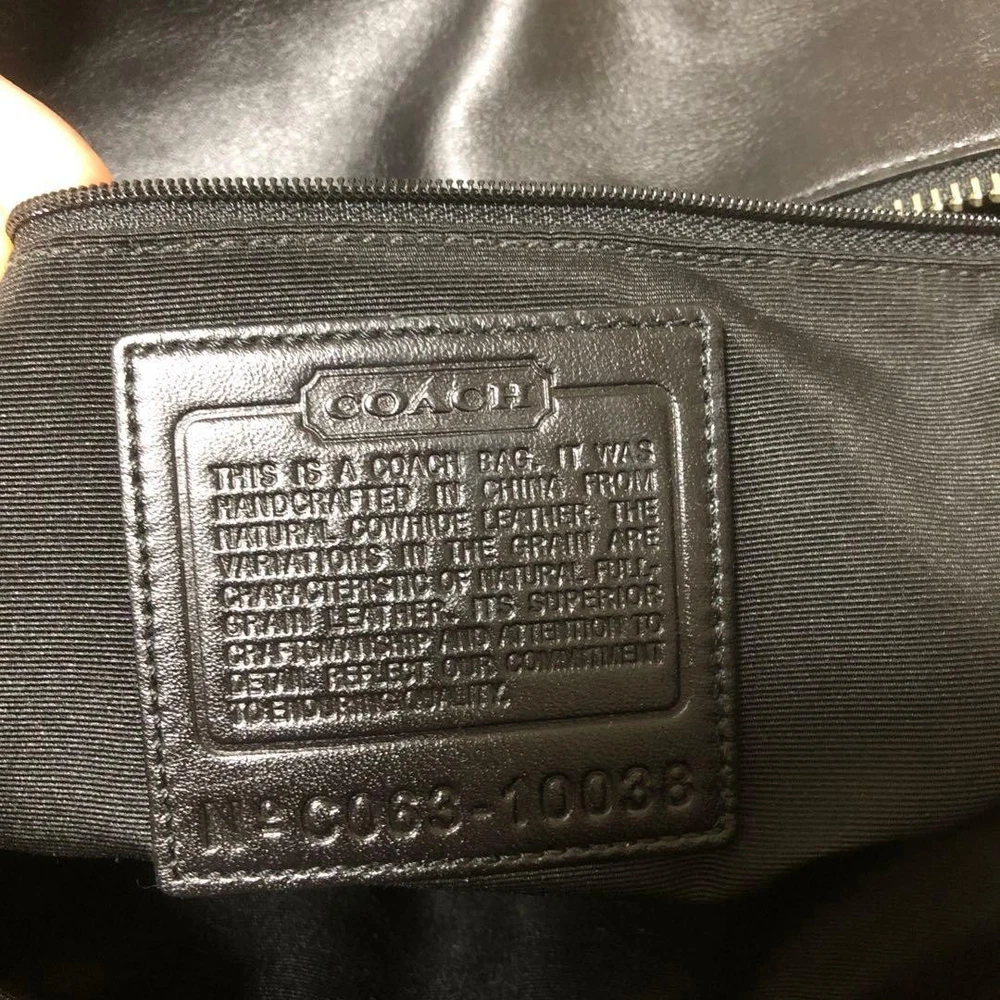 COACH
THIS IS A COACH BAG. IT WAS
HANDCRAFTED IN CHINA FROM
NATURAL COWHIDE LEATHER. THE
VARIATIONS IN THE GRAIN ARE
CHARACTERISTIC OF NATURAL FULL-
GRAIN LEATHER. ITS SUPERIOR
CRAFTSMANSHIP AND ATTENTION TO
DETAIL REFLECT OUR COMMITMENT
TO ENDURING QUALITY.
Nº C063-10038